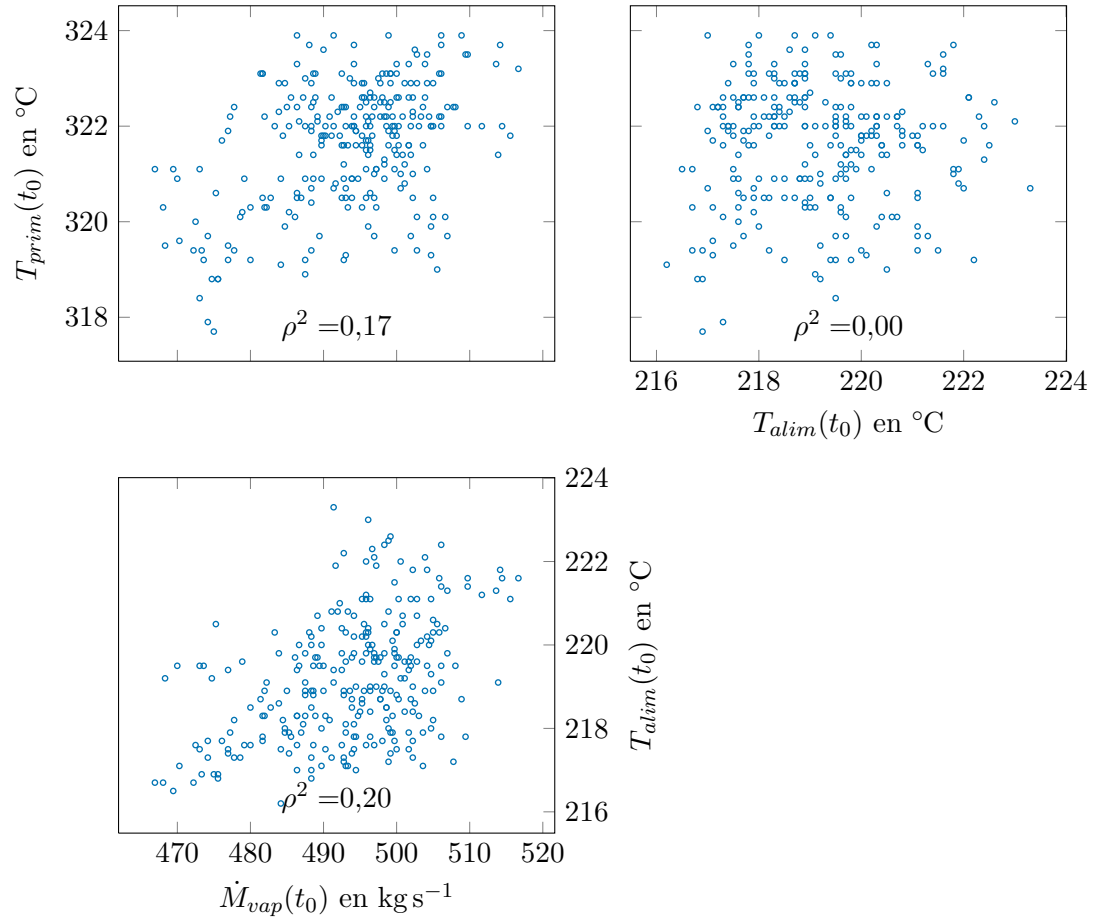 324
322
320
318
T_{prim}(t_0) en °C
ρ² =0,17
ρ² =0,00
216 218 220 222 224
T_{alim}(t_0) en °C
224
222
220
218
216
T_{alim}(t_0) en °C
ρ² =0,20
470 480 490 500 510 520
Ṁ_{vap}(t_0) en kg s⁻¹